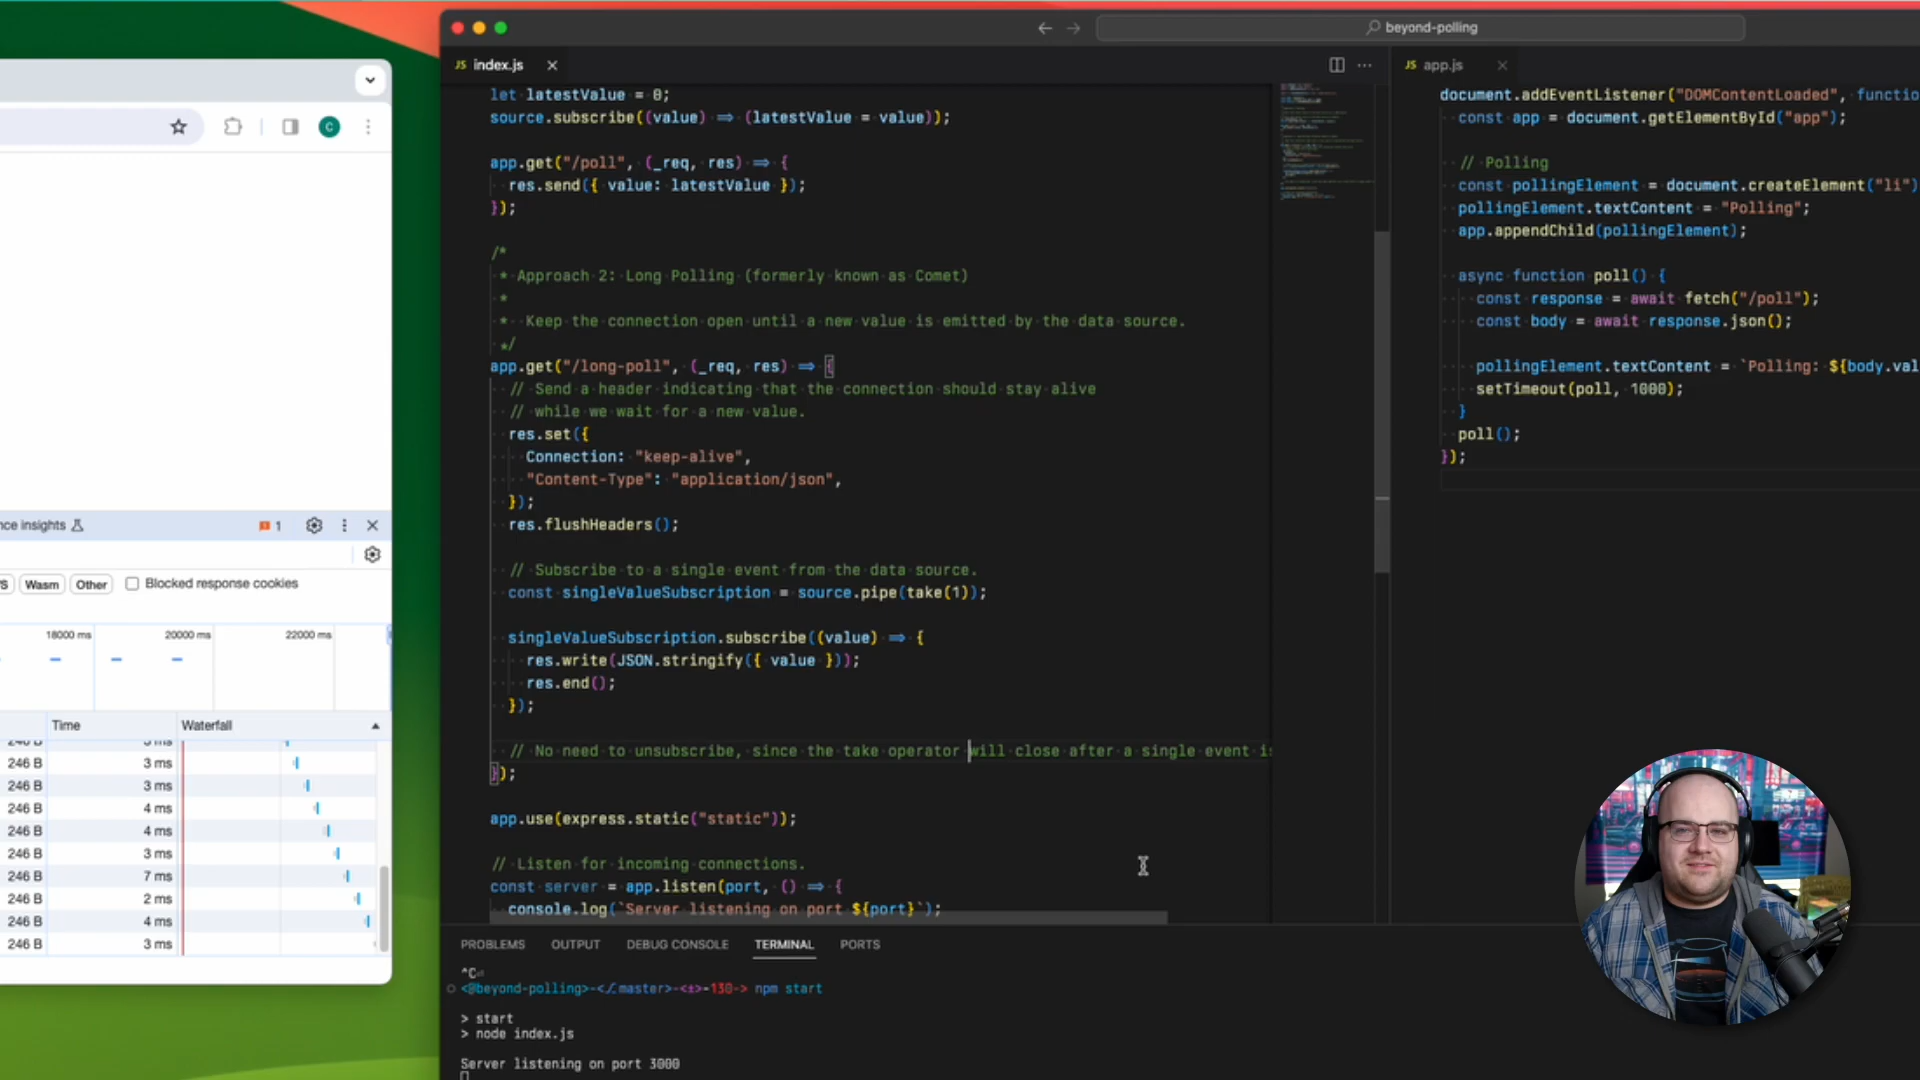 beyond-polling
JS index.js
let latestValue = 0;
source.subscribe((value) => (latestValue = value));
app.get("/poll", (_req, res) => {
res.send({ value: latestValue });
});
/*
* Approach 2: Long Polling (formerly known as Comet)
*
* Keep the connection open until a new value is emitted by the data source.
*/
app.get("/long-poll", (_req, res) => {
// Send a header indicating that the connection should stay alive
// while we wait for a new value.
res.set({
Connection: "keep-alive",
"Content-Type": "application/json",
});
res.flushHeaders();
// Subscribe to a single event from the data source.
const singleValueSubscription = source.pipe(take(1));
singleValueSubscription.subscribe((value) => {
res.write(JSON.stringify({ value }));
res.end();
});
// No need to unsubscribe, since the take operator will close after a single event
});
app.use(express.static("static"));
// Listen for incoming connections.
const server = app.listen(port, () => {
console.log(`Server listening on port ${port}`);
JS app.js
document.addEventListener("DOMContentLoaded", function
const app = document.getElementById("app");
// Polling
const pollingElement = document.createElement("li")
pollingElement.textContent = "Polling";
app.appendChild(pollingElement);
async function poll() {
const response = await fetch("/poll");
const body = await response.json();
pollingElement.textContent = `Polling: ${body.val
setTimeout(poll, 1000);
}
poll();
});
C
insights
1
Wasm Other Blocked response cookies
18000 ms 20000 ms 22000 ms
Time Waterfall
246 B 3 ms
246 B 3 ms
246 B 4 ms
246 B 4 ms
246 B 3 ms
246 B 7 ms
246 B 2 ms
246 B 4 ms
246 B 3 ms
PROBLEMS OUTPUT DEBUG CONSOLE TERMINAL PORTS
^C
<@beyond-polling>-<⎇master>-<±>-130-> npm start
> start
> node index.js
Server listening on port 3000